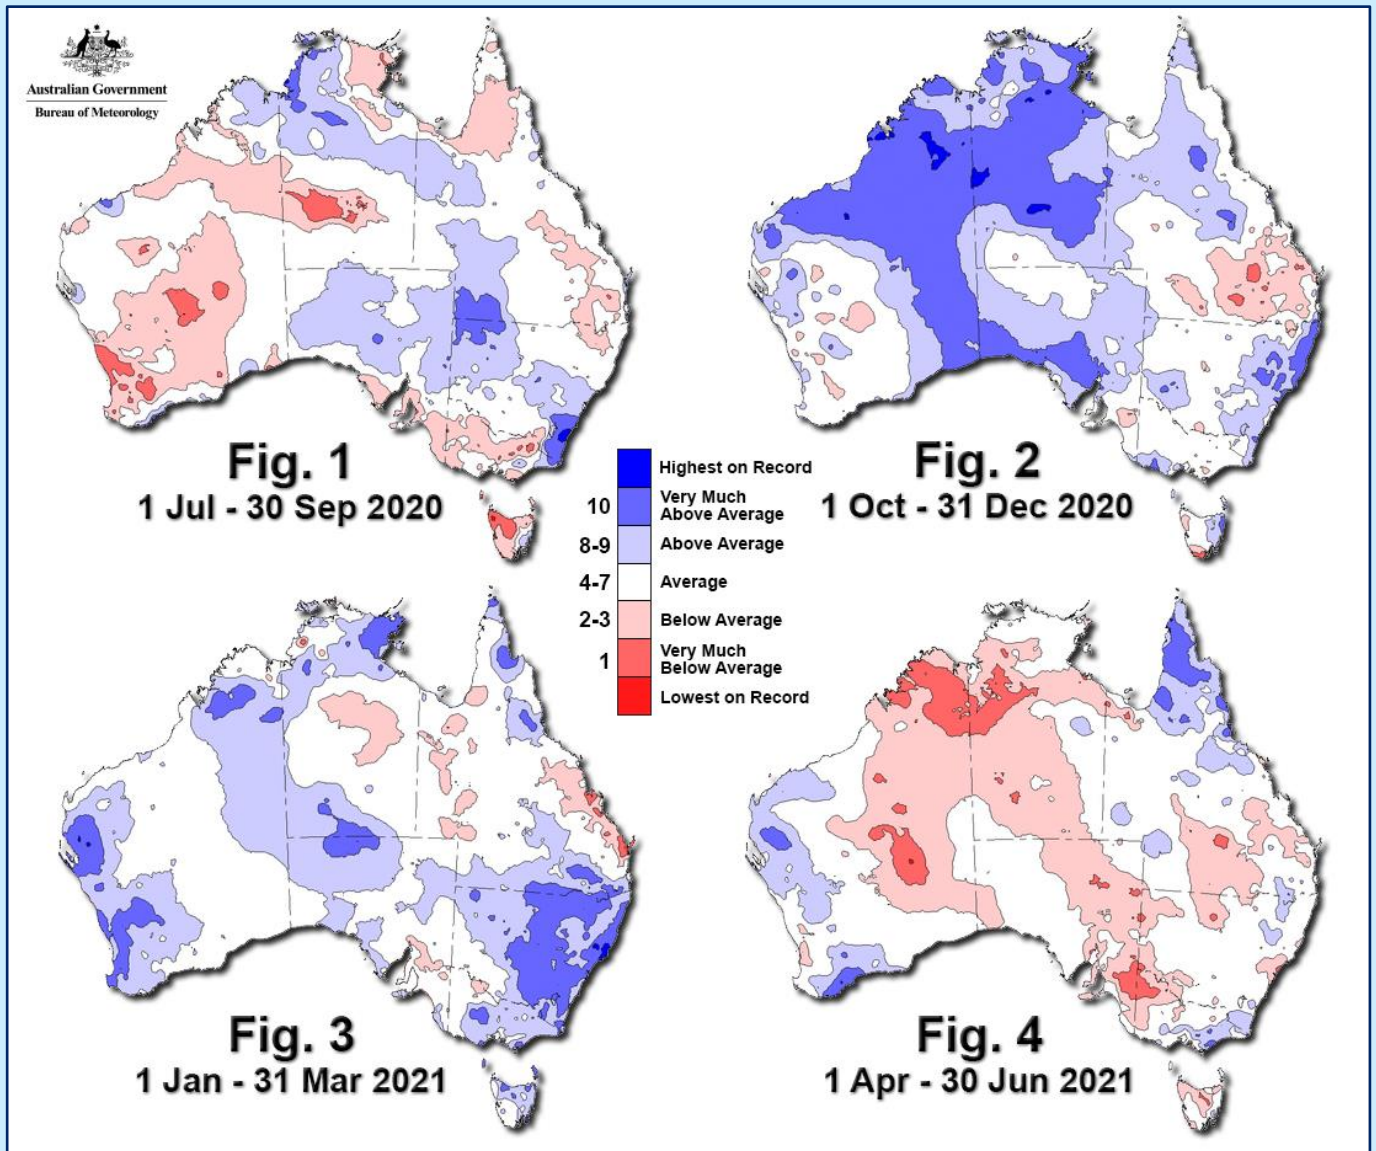 Australian Government
Bureau of Meteorology
Fig. 1
1 Jul - 30 Sep 2020
Fig. 2
1 Oct - 31 Dec 2020
Highest on Record
10 Very Much
Above Average
8-9 Above Average
4-7 Average
2-3 Below Average
1 Very Much
Below Average
Lowest on Record
Fig. 3
1 Jan - 31 Mar 2021
Fig. 4
1 Apr - 30 Jun 2021